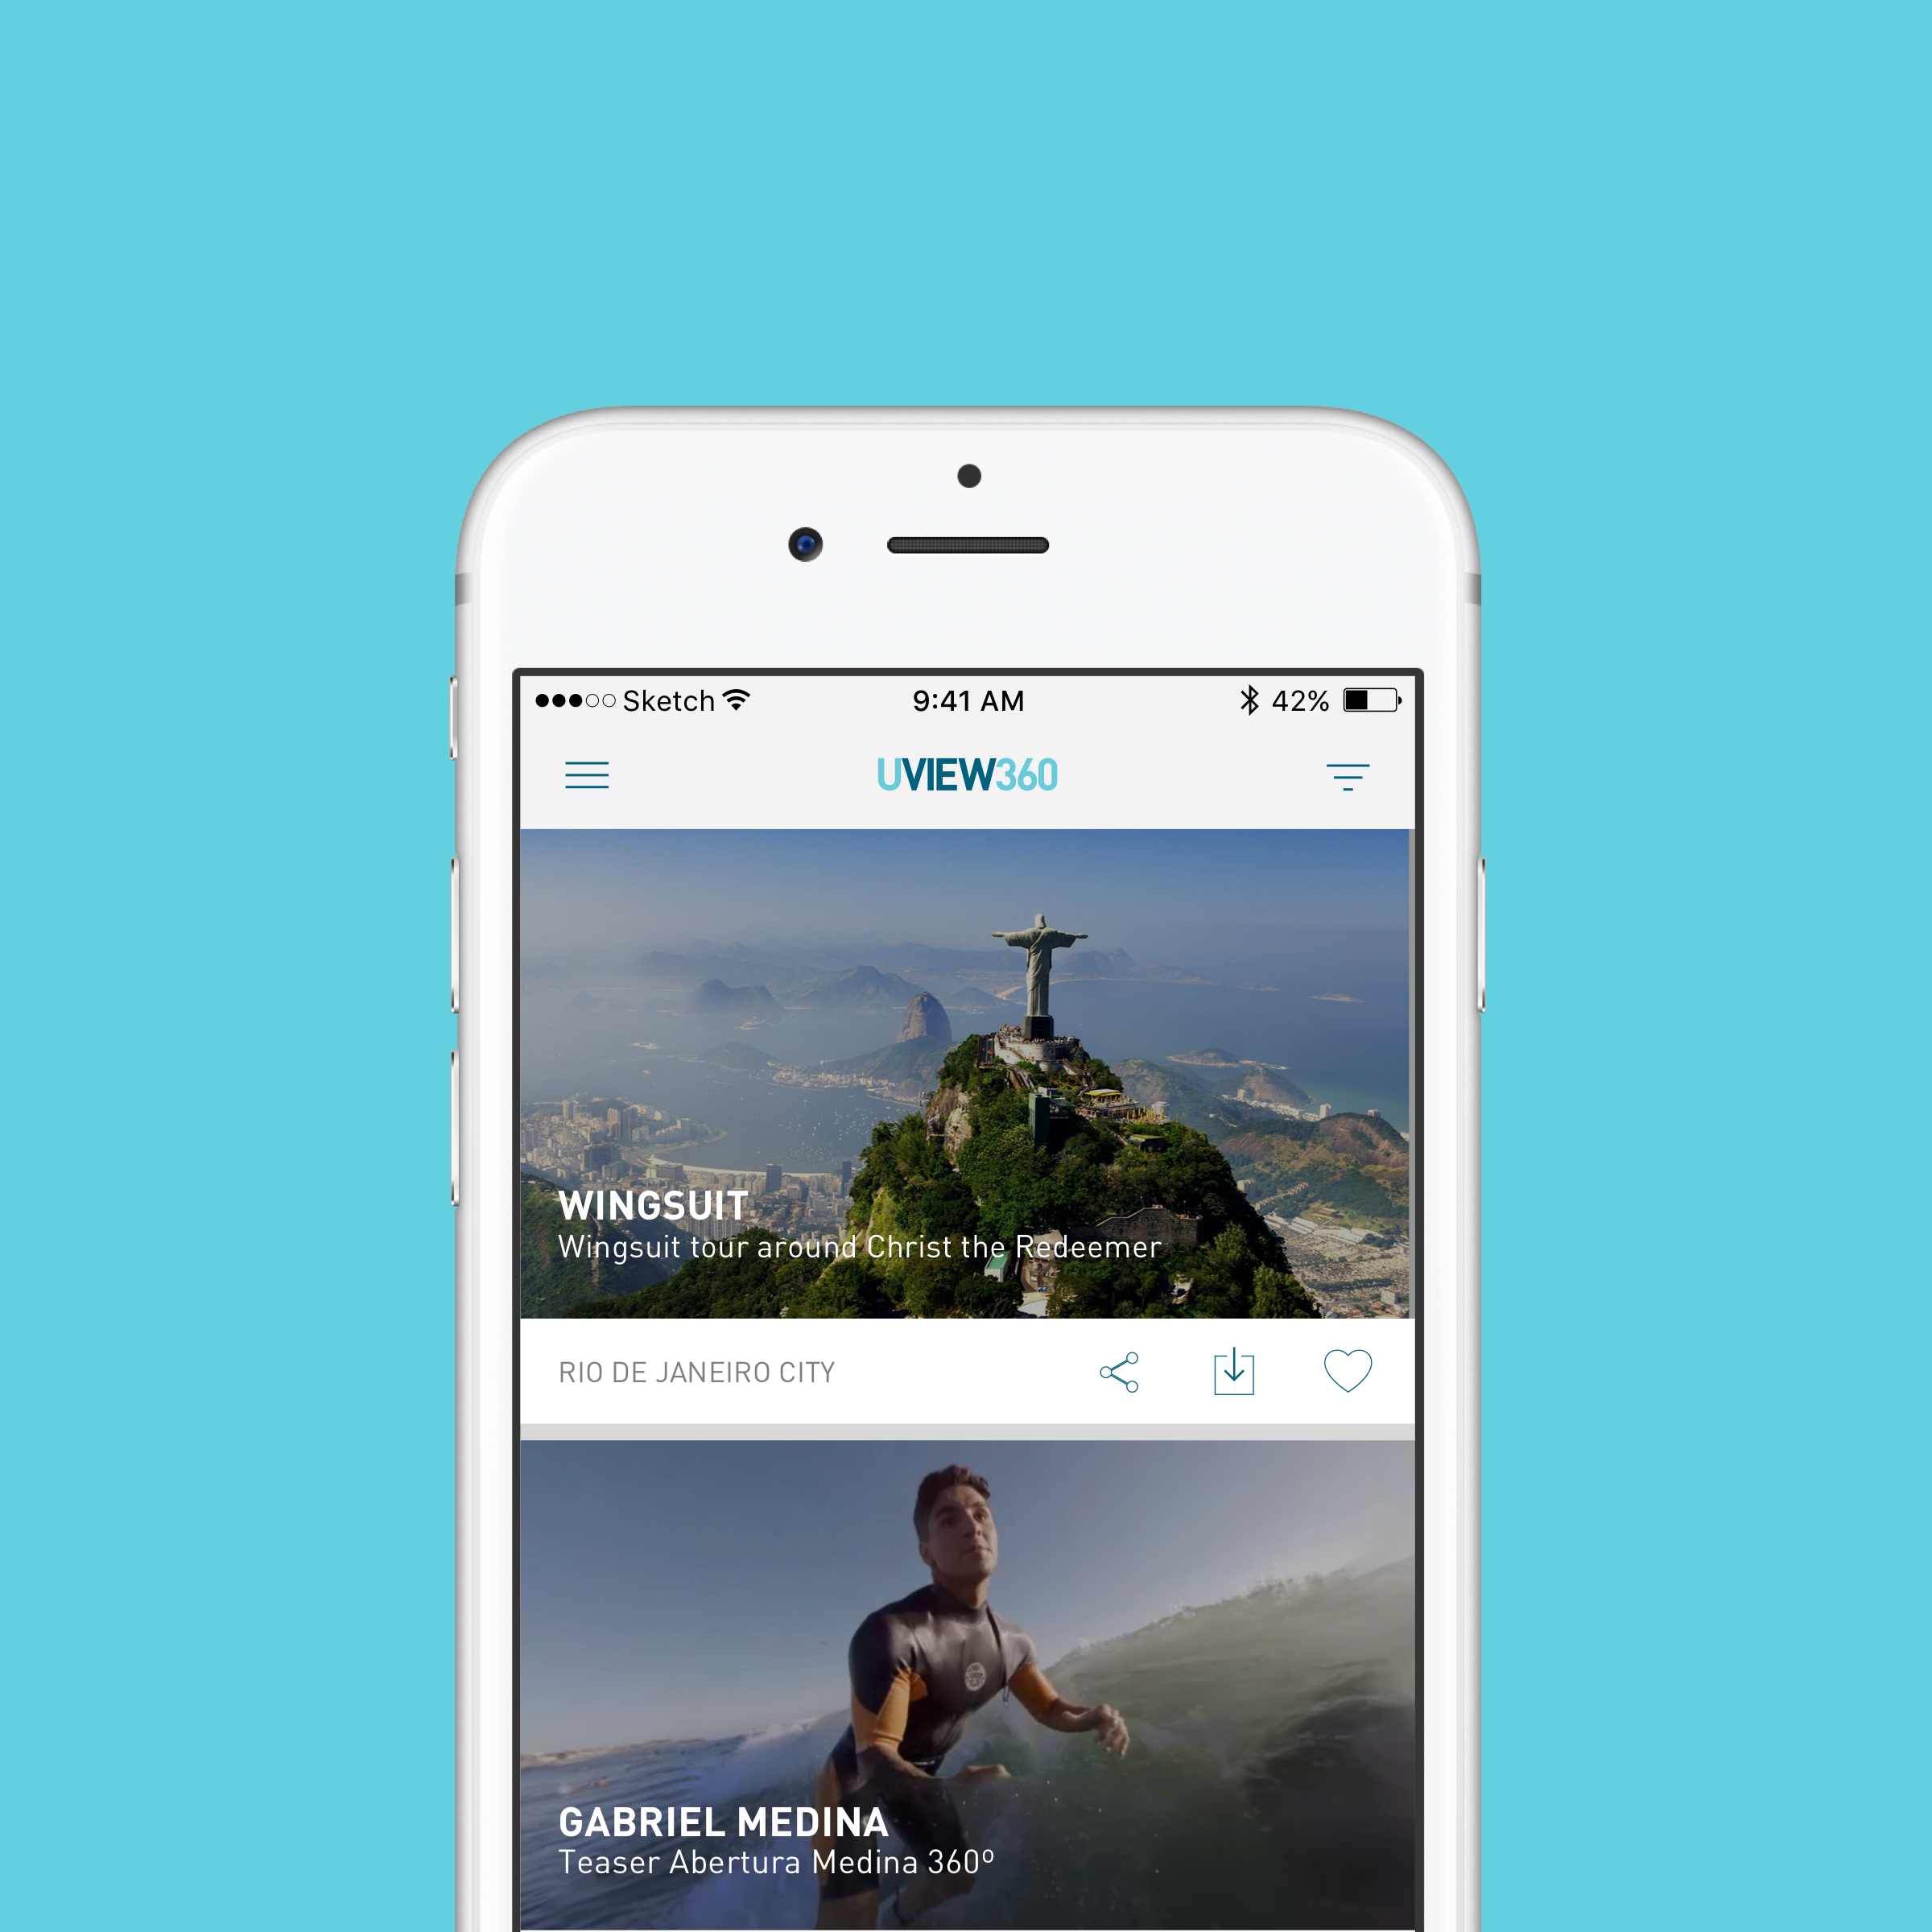 Sketch 9:41 AM 42%
UVIEW360
WINGSUIT
Wingsuit tour around Christ the Redeemer
RIO DE JANEIRO CITY
GABRIEL MEDINA
Teaser Abertura Medina 360º